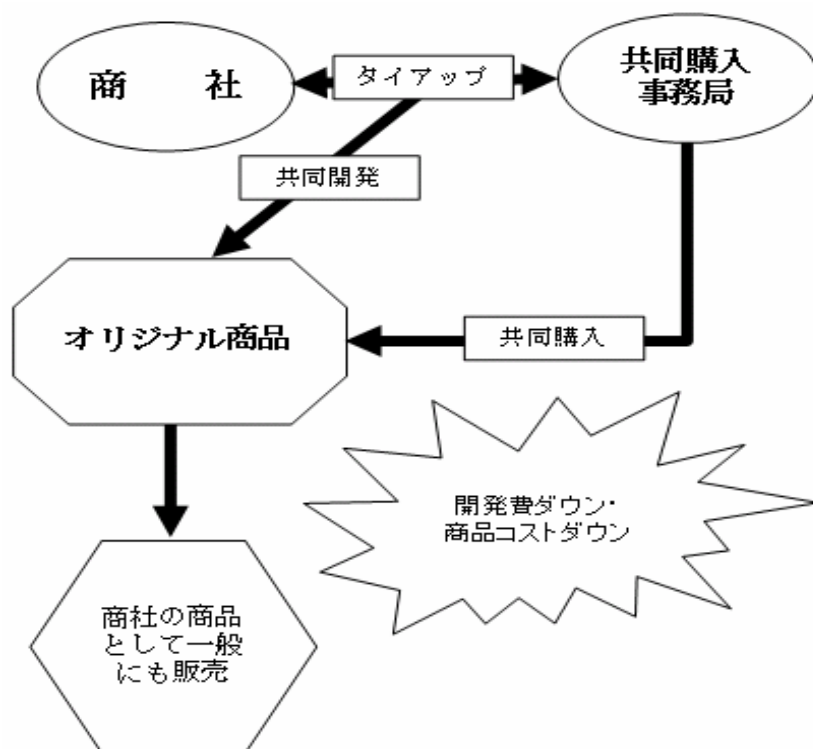 商　　社
タイアップ
共同購入
事務局
共同開発
オリジナル商品
共同購入
開発費ダウン・
商品コストダウン
商社の商品
として一般
にも販売